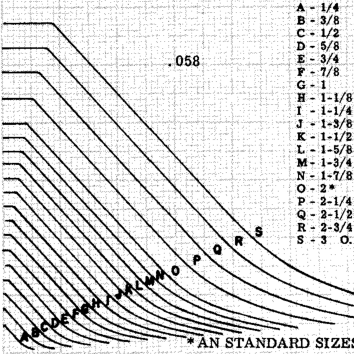 A - 1/4
B - 3/8
C - 1/2
D - 5/8
E - 3/4
F - 7/8
G - 1
H - 1-1/8
I - 1-1/4
J - 1-3/8
K - 1-1/2
L - 1-5/8
M - 1-3/4
N - 1-7/8
O - 2*
P - 2-1/4
Q - 2-1/2
R - 2-3/4
S - 3 O.
.058
A B C D E F G H I J K L M N O P Q R S
* AN STANDARD SIZES